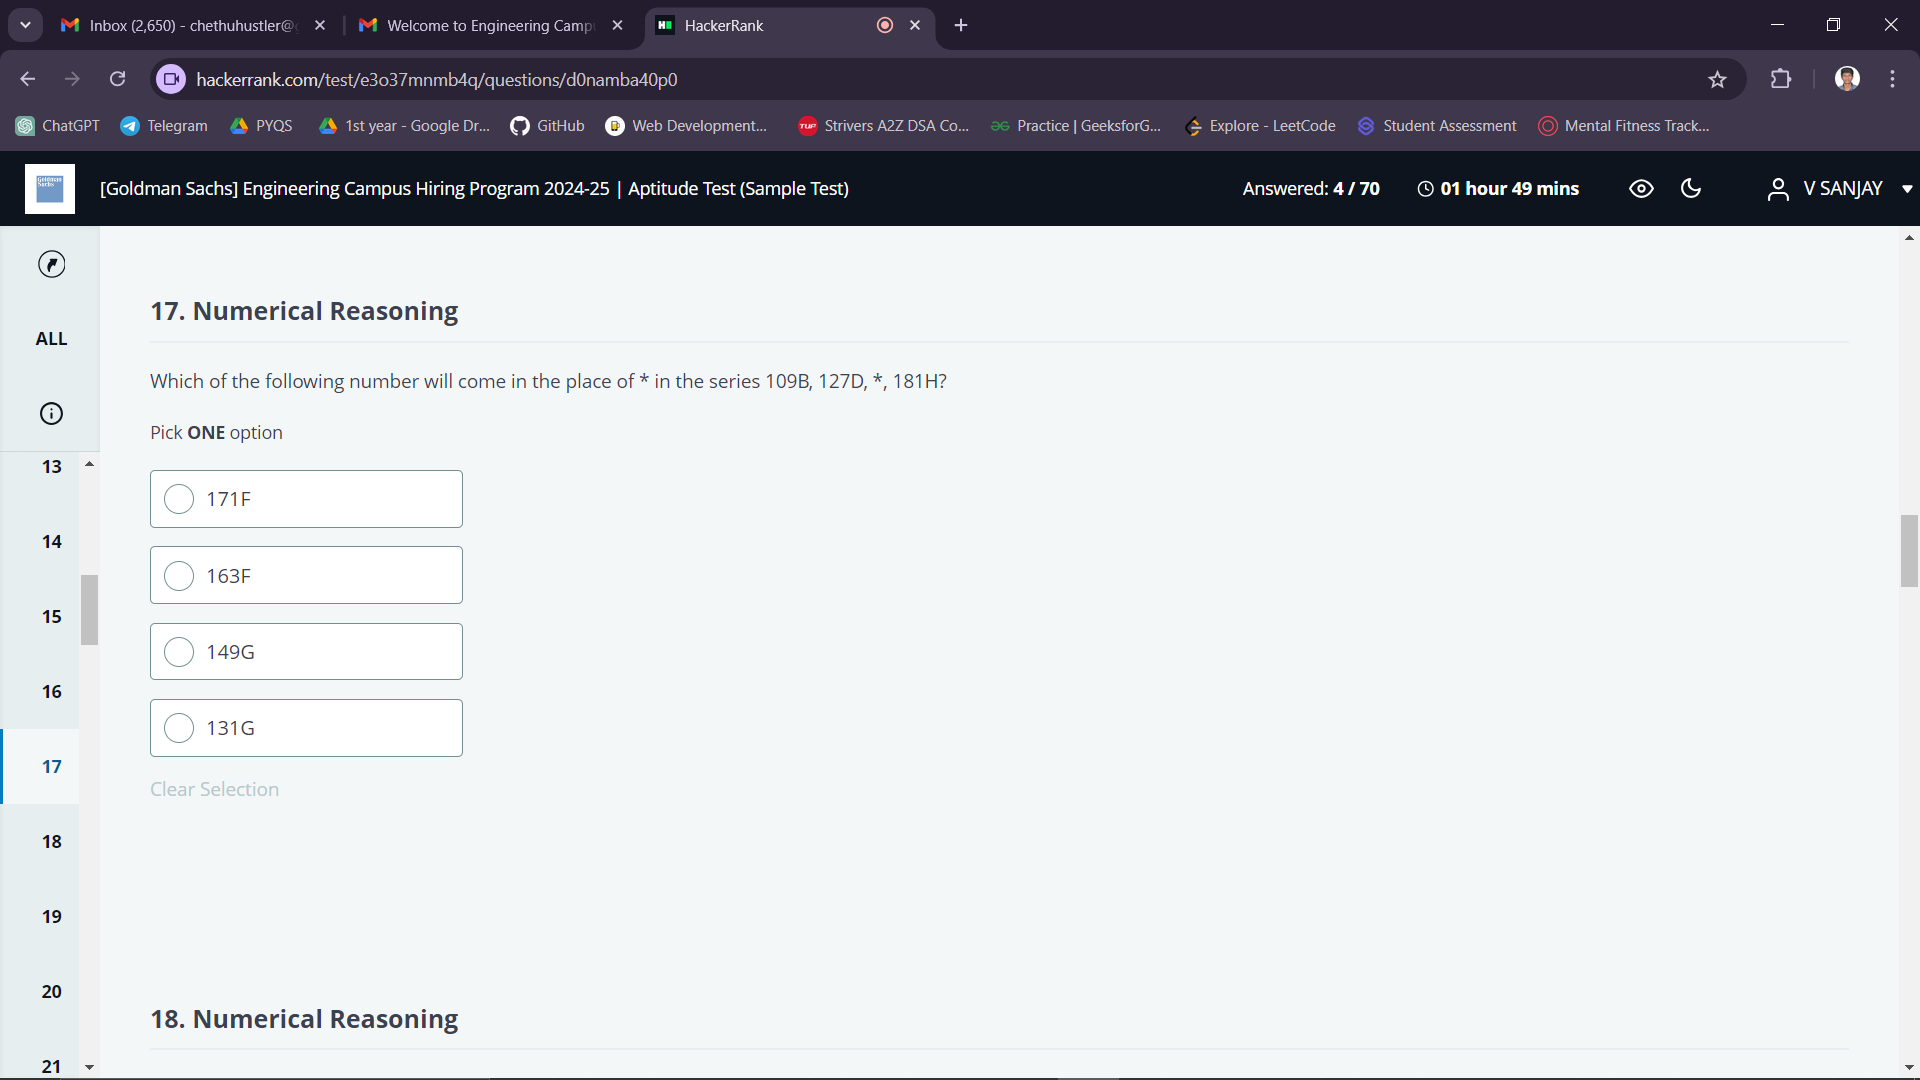 Inbox (2,650) - chethuhustler@g
Welcome to Engineering Camp
HackerRank
hackerrank.com/test/e3o37mnmb4q/questions/d0namba40p0
ChatGPT
Telegram
PYQS
1st year - Google Dr...
GitHub
Web Development...
TUF
Strivers A2Z DSA Co...
Practice | GeeksforG...
Explore - LeetCode
Student Assessment
Mental Fitness Track...
Goldman
Sachs
[Goldman Sachs] Engineering Campus Hiring Program 2024-25 | Aptitude Test (Sample Test)
Answered: 4 / 70
01 hour 49 mins
V SANJAY
ALL
13
14
15
16
17
18
19
20
21
17. Numerical Reasoning
Which of the following number will come in the place of * in the series 109B, 127D, *, 181H?
Pick ONE option
171F
163F
149G
131G
Clear Selection
18. Numerical Reasoning